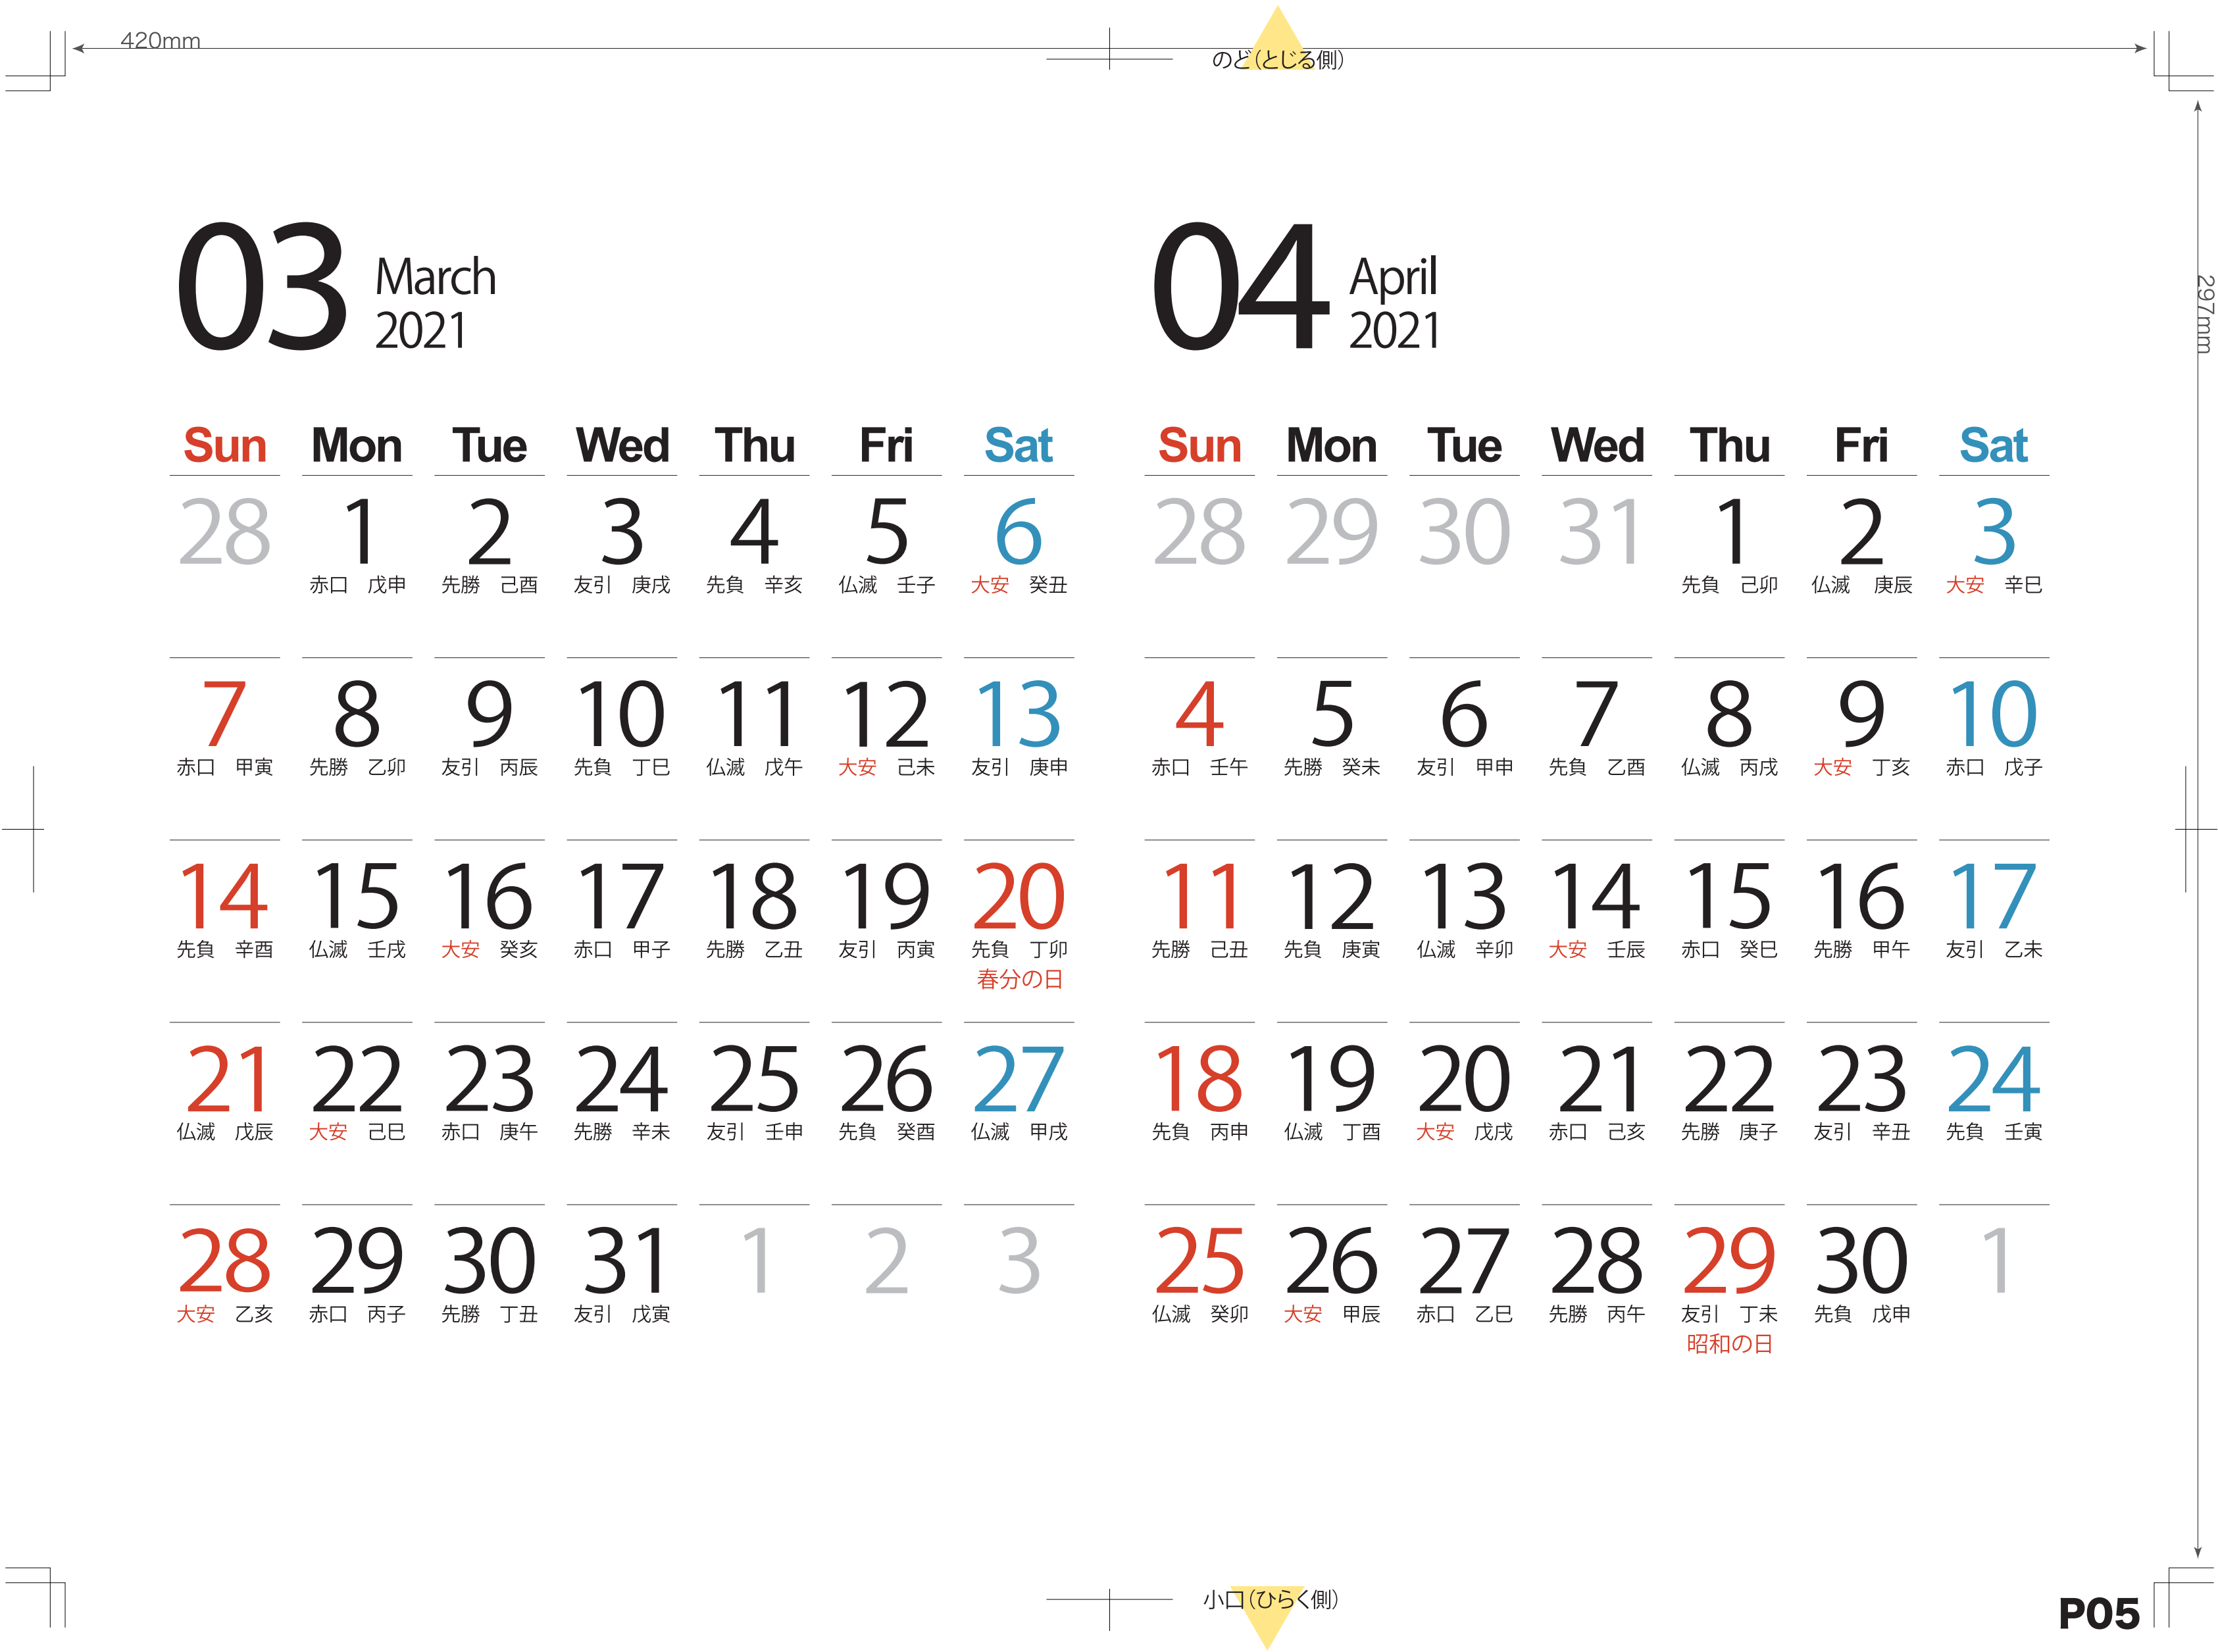 420mm
のど（とじる側）
297mm
03 March
2021
Sun Mon Tue Wed Thu Fri Sat
28 1 2 3 4 5 6
赤口 戊申 先勝 己酉 友引 庚戌 先負 辛亥 仏滅 壬子 大安 癸丑
7 8 9 10 11 12 13
赤口 甲寅 先勝 乙卯 友引 丙辰 先負 丁巳 仏滅 戊午 大安 己未 友引 庚申
14 15 16 17 18 19 20
先負 辛酉 仏滅 壬戌 大安 癸亥 赤口 甲子 先勝 乙丑 友引 丙寅 先負 丁卯
春分の日
21 22 23 24 25 26 27
仏滅 戊辰 大安 己巳 赤口 庚午 先勝 辛未 友引 壬申 先負 癸酉 仏滅 甲戌
28 29 30 31 1 2 3
大安 乙亥 赤口 丙子 先勝 丁丑 友引 戊寅
04 April
2021
Sun Mon Tue Wed Thu Fri Sat
28 29 30 31 1 2 3
先負 己卯 仏滅 庚辰 大安 辛巳
4 5 6 7 8 9 10
赤口 壬午 先勝 癸未 友引 甲申 先負 乙酉 仏滅 丙戌 大安 丁亥 赤口 戊子
11 12 13 14 15 16 17
先勝 己丑 先負 庚寅 仏滅 辛卯 大安 壬辰 赤口 癸巳 先勝 甲午 友引 乙未
18 19 20 21 22 23 24
先負 丙申 仏滅 丁酉 大安 戊戌 赤口 己亥 先勝 庚子 友引 辛丑 先負 壬寅
25 26 27 28 29 30 1
仏滅 癸卯 大安 甲辰 赤口 乙巳 先勝 丙午 友引 丁未 先負 戊申
昭和の日
小口（ひらく側）
P05